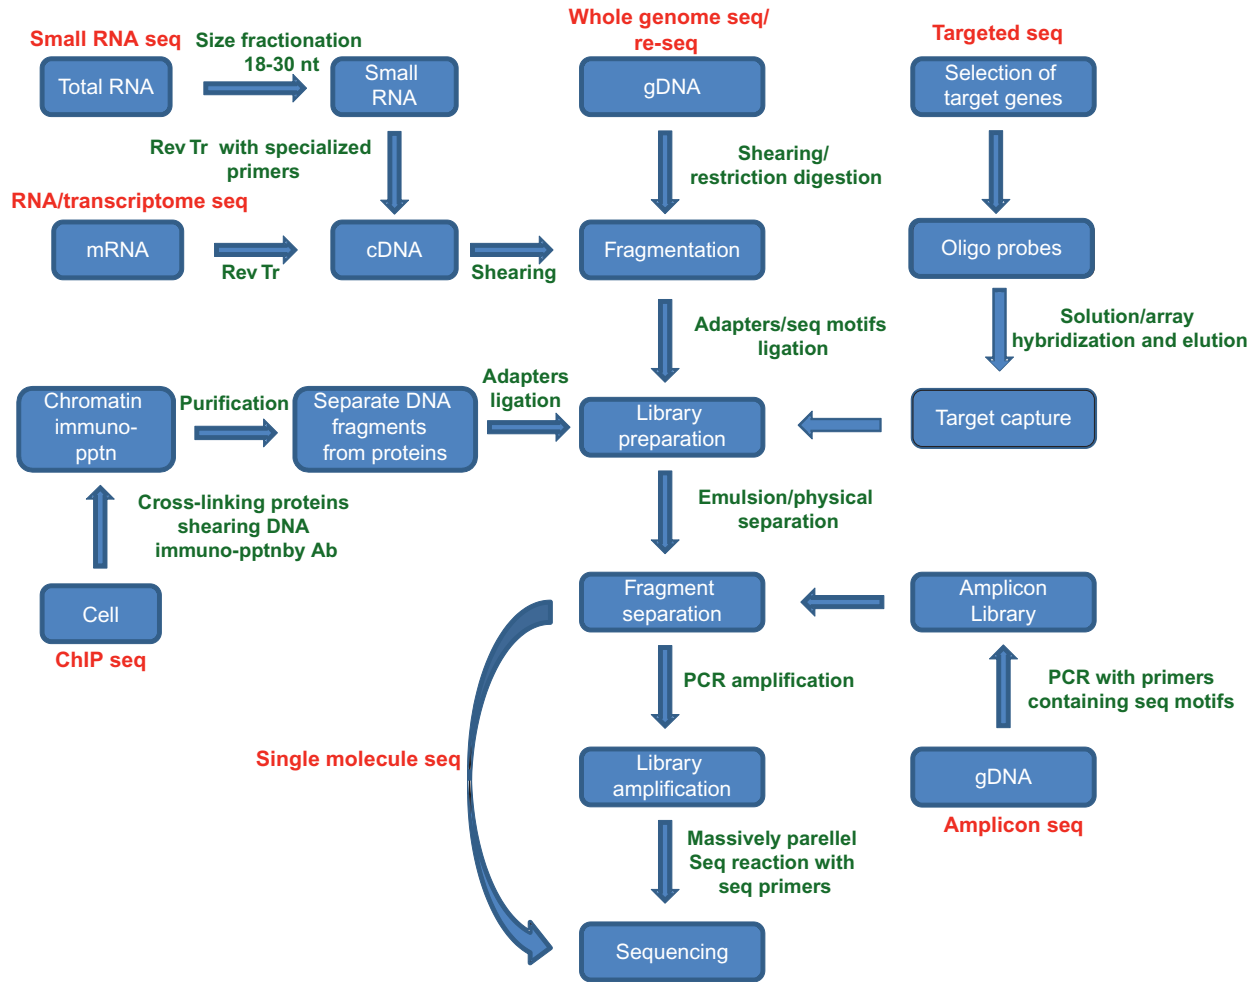 Small RNA seq
Size fractionation
18-30 nt
Total RNA
Small
RNA
Rev Tr with specialized
primers
RNA/transcriptome seq
mRNA
Rev Tr
cDNA
Shearing
Whole genome seq/
re-seq
gDNA
Shearing/
restriction digestion
Fragmentation
Adapters/seq motifs
ligation
Targeted seq
Selection of
target genes
Oligo probes
Solution/array
hybridization and elution
Target capture
Chromatin
immuno-
pptn
Purification
Separate DNA
fragments
from proteins
Adapters
ligation
Library
preparation
Cross-linking proteins
shearing DNA
immuno-pptnby Ab
Cell
ChIP seq
Emulsion/physical
separation
Fragment
separation
Amplicon
Library
PCR with primers
containing seq motifs
gDNA
Amplicon seq
PCR amplification
Single molecule seq
Library
amplification
Massively parellel
Seq reaction with
seq primers
Sequencing